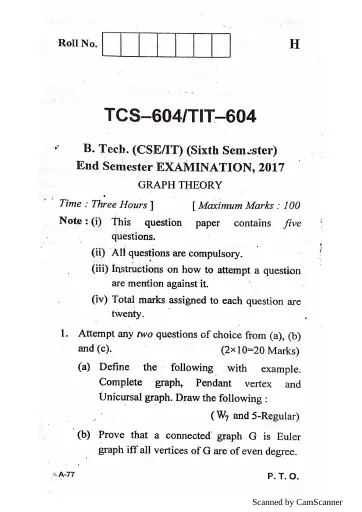 Roll No.
H
TCS–604/TIT–604
B. Tech. (CSE/IT) (Sixth Semester)
End Semester EXAMINATION, 2017
GRAPH THEORY
Time : Three Hours ] [ Maximum Marks : 100
Note : (i) This question paper contains five
questions.
(ii) All questions are compulsory.
(iii) Instructions on how to attempt a question
are mention against it.
(iv) Total marks assigned to each question are
twenty.
1. Attempt any two questions of choice from (a), (b)
and (c). (2×10=20 Marks)
(a) Define the following with example.
Complete graph, Pendant vertex and
Unicursal graph. Draw the following :
(W7 and 5-Regular)
(b) Prove that a connected graph G is Euler
graph iff all vertices of G are of even degree.
A-77 P. T. O.
Scanned by CamScanner